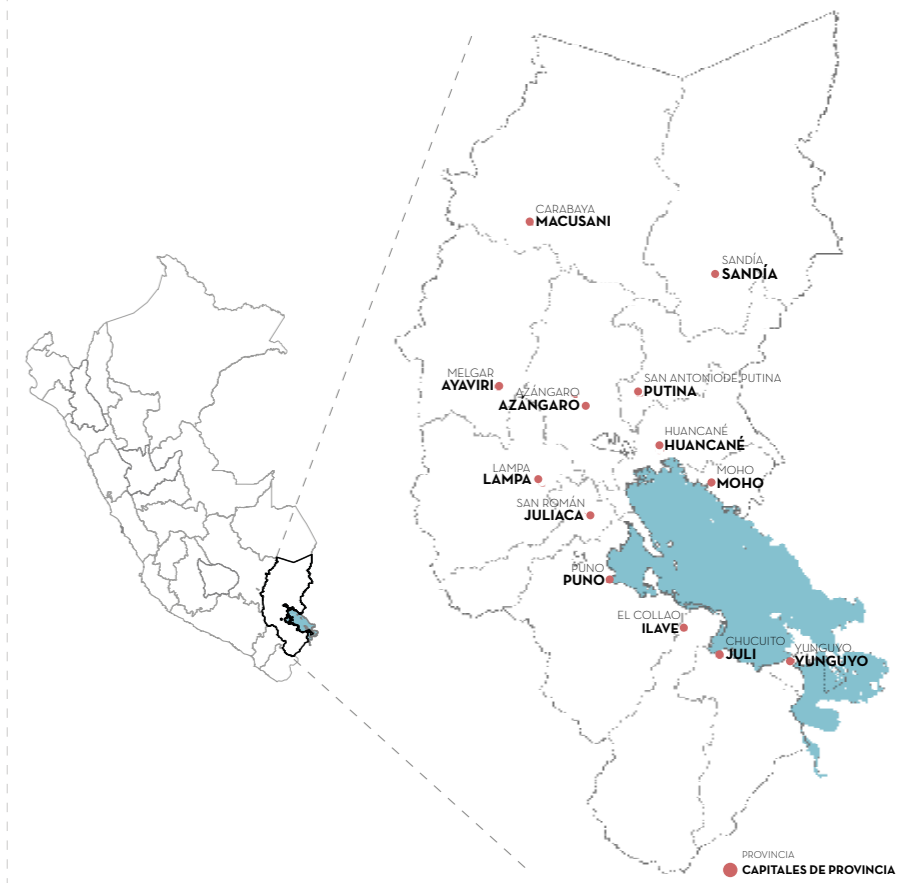 CARABAYA
MACUSANI
SANDÍA
SANDÍA
MELGAR
AYAVIRI
AZÁNGARO
AZÁNGARO
SAN ANTONIO DE PUTINA
PUTINA
HUANCANÉ
HUANCANÉ
LAMPA
LAMPA
MOHO
MOHO
SAN ROMÁN
JULIACA
PUNO
PUNO
EL COLLAO
ILAVE
CHUCUITO
JULI
YUNGUYO
YUNGUYO
PROVINCIA
CAPITALES DE PROVINCIA